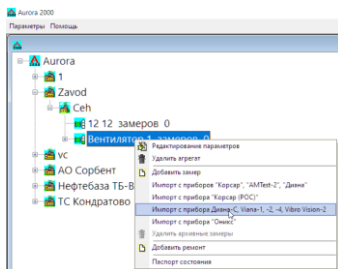 Aurora 2000
Параметры Помощь
Aurora
1
Zavod
Ceh
12 12 замеров 0
Вентилятор 1 замеров 0
vc
АО Сорбент
Нефтебаза ТБ-В
ТС Кондратово
Редактирование параметров
Удалить агрегат
Добавить замер
Импорт с приборов "Корсар", "AMTest-2", "Диана"
Импорт с прибора "Корсар (РОС)"
Импорт с прибора Диана-С, Viana-1, -2, -4, Vibro Vision-2
Импорт с прибора "Оникс"
Удалить архивные замеры
Добавить ремонт
Паспорт состояния